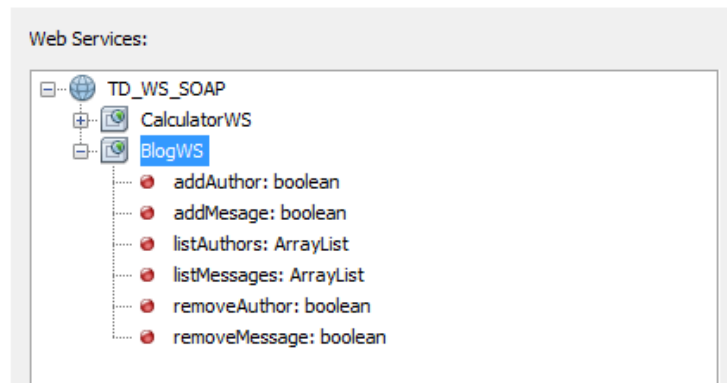 Web Services:
TD_WS_SOAP
CalculatorWS
BlogWS
addAuthor: boolean
addMesage: boolean
listAuthors: ArrayList
listMessages: ArrayList
removeAuthor: boolean
removeMessage: boolean